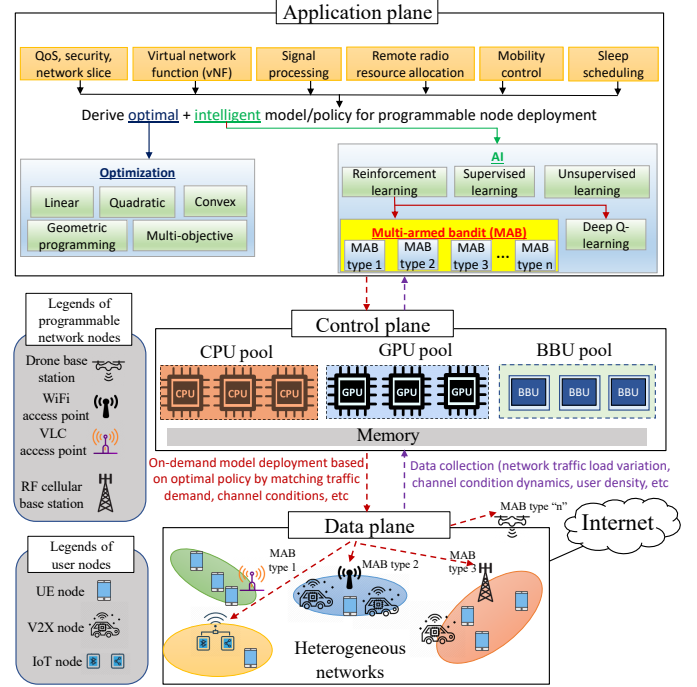 Application plane
QoS, security,
network slice
Virtual network
function (vNF)
Signal
processing
Remote radio
resource allocation
Mobility
control
Sleep
scheduling
Derive optimal + intelligent model/policy for programmable node deployment
Optimization
Linear
Quadratic
Convex
Geometric
programming
Multi-objective
AI
Reinforcement
learning
Supervised
learning
Unsupervised
learning
Multi-armed bandit (MAB)
MAB
type 1
MAB
type 2
MAB
type 3
...
MAB
type n
Deep Q-
learning
Legends of
programmable
network nodes
Drone base
station
WiFi
access point
VLC
access point
RF cellular
base station
Control plane
CPU pool
GPU pool
BBU pool
CPU
CPU
CPU
GPU
GPU
GPU
BBU
BBU
BBU
Memory
On-demand model deployment based
on optimal policy by matching traffic
demand, channel conditions, etc
Data collection (network traffic load variation,
channel condition dynamics, user density, etc
Legends of
user nodes
UE node
V2X node
IoT node
Data plane
MAB type “n”
Internet
MAB
type 1
MAB type 2
MAB
type 3
Heterogeneous
networks